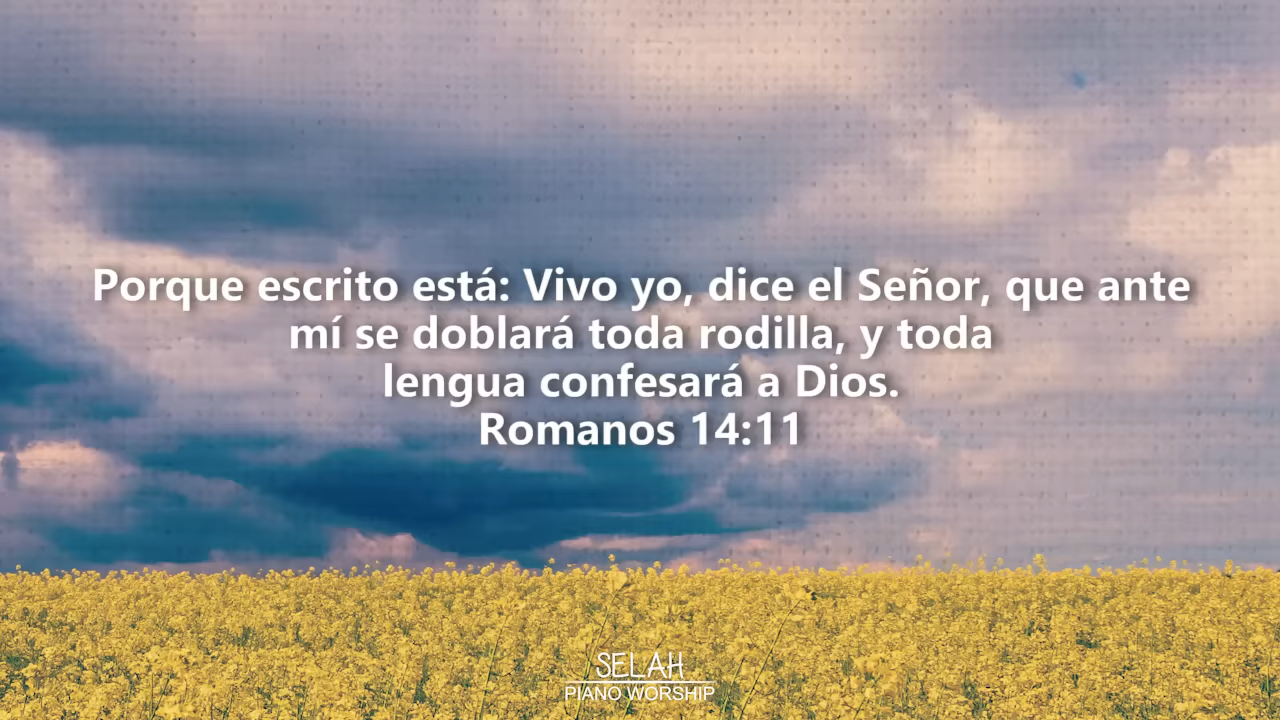 Porque escrito está: Vivo yo, dice el Señor, que ante
mí se doblará toda rodilla, y toda
lengua confesará a Dios.
Romanos 14:11
SELAH
PIANO WORSHIP